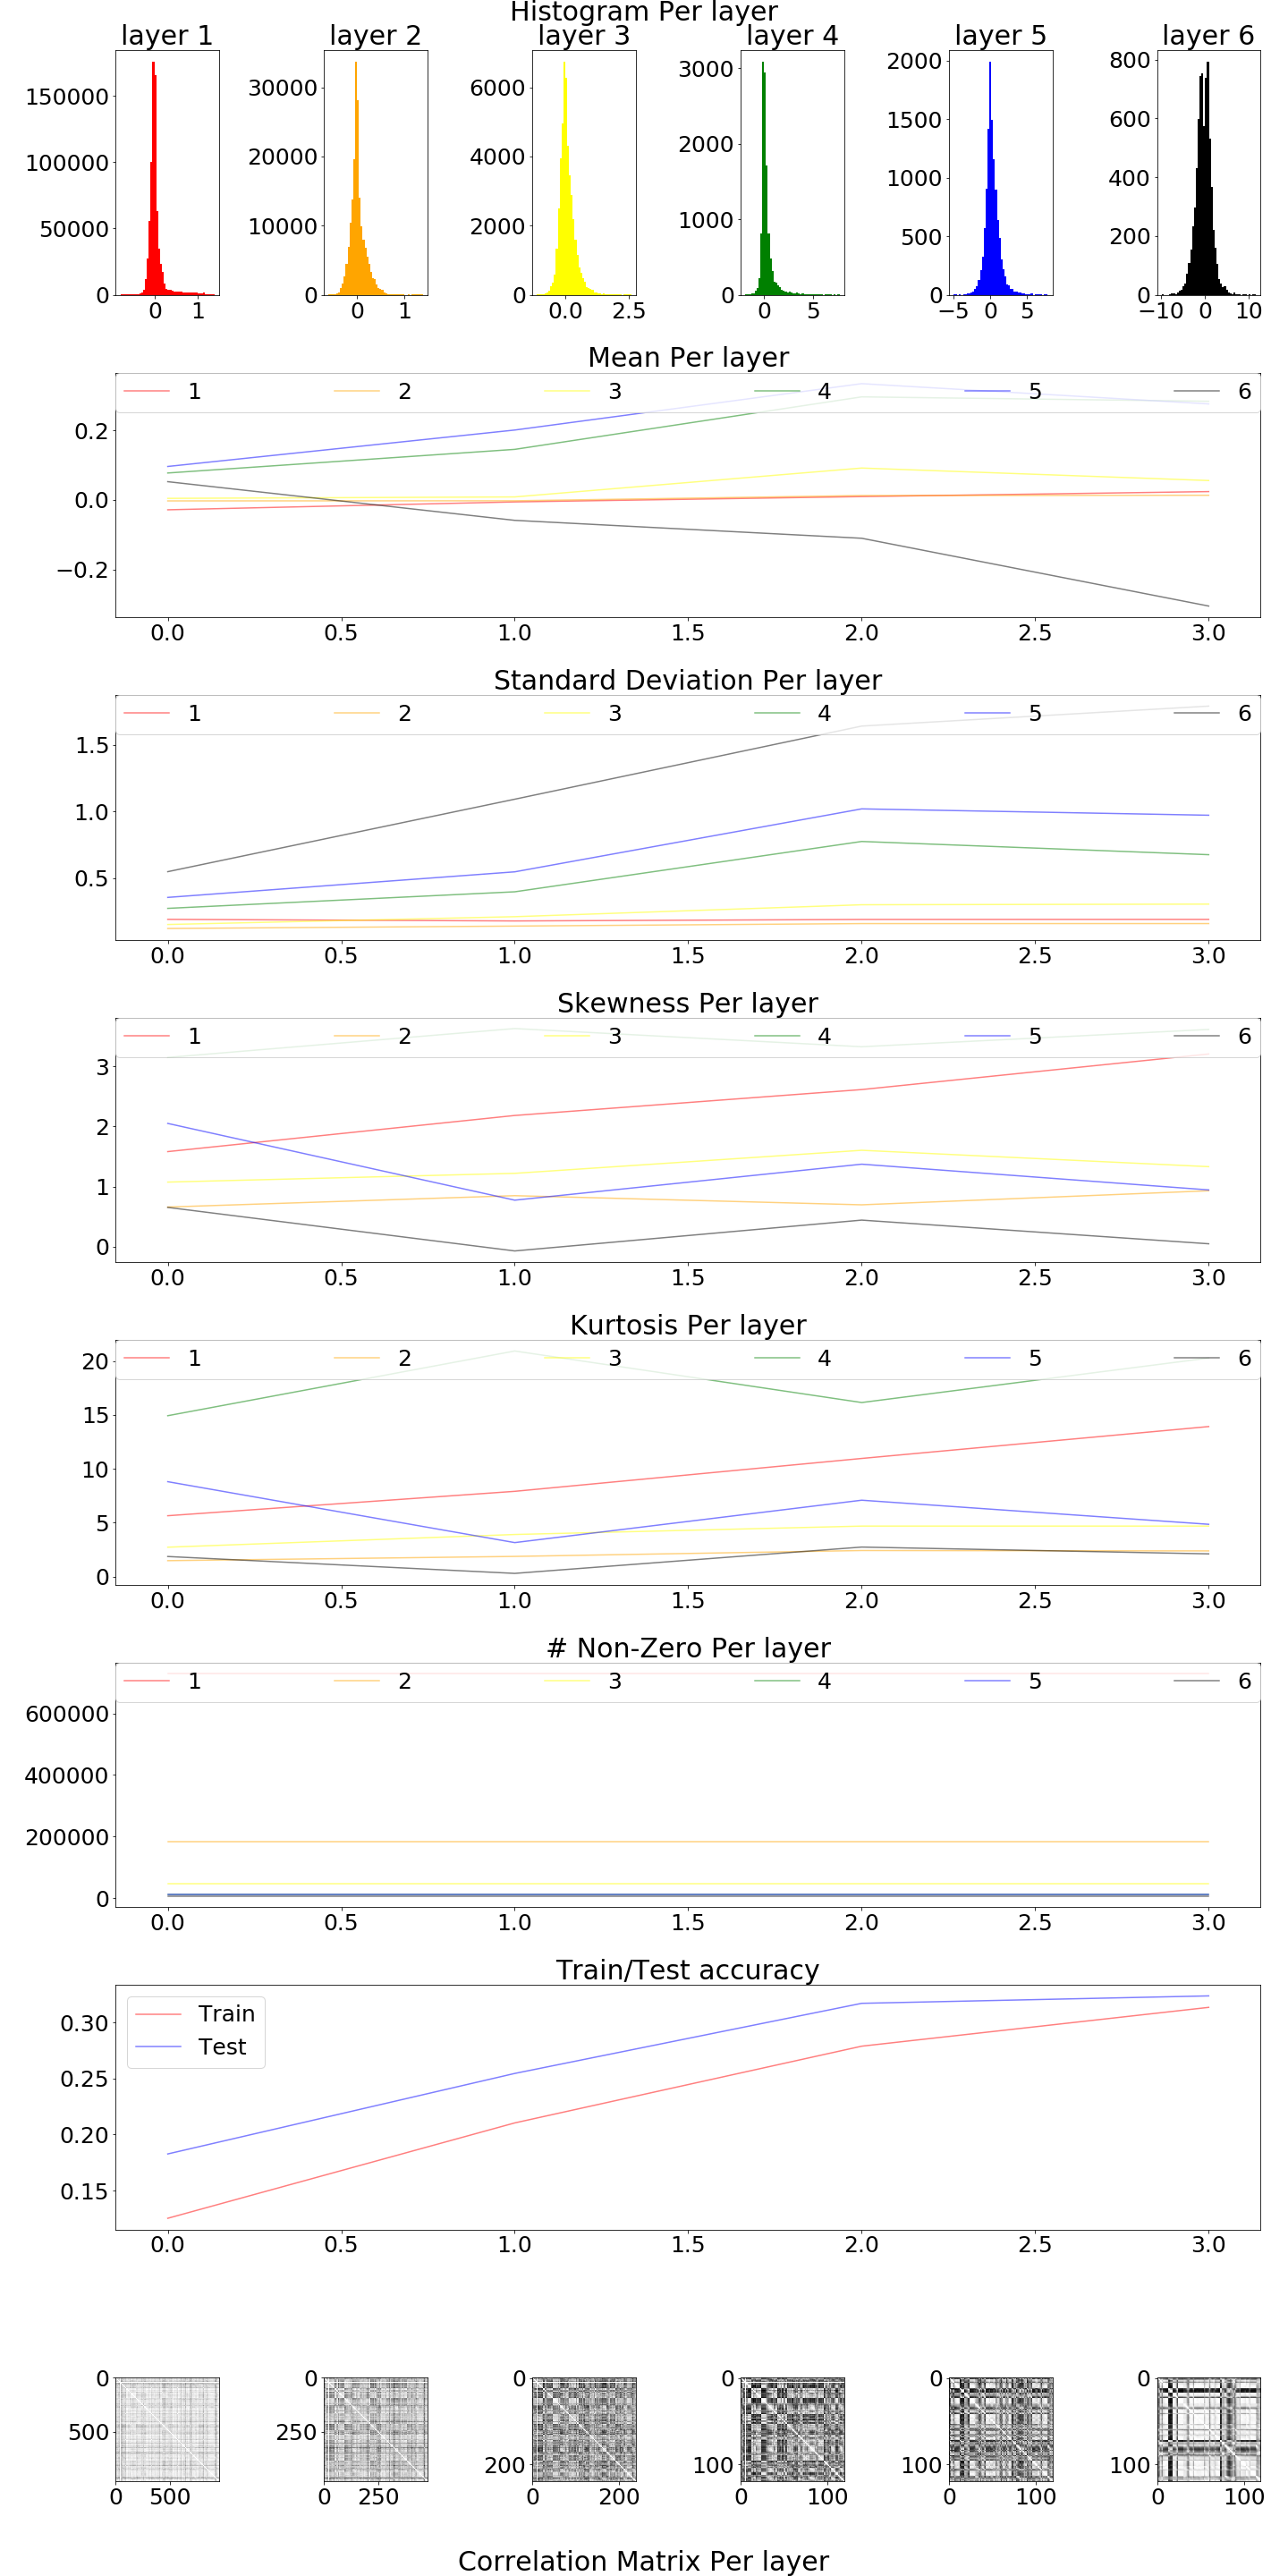 Histogram Per layer
layer 1 layer 2 layer 3 layer 4 layer 5 layer 6
150000 100000 50000 0
0 1
30000 20000 10000 0
0 1
6000 4000 2000 0
0.0 2.5
3000 2000 1000 0
0 5
2000 1500 1000 500 0
−5 0 5
800 600 400 200 0
−10 0 10
Mean Per layer
1 2 3 4 5 6
0.2
0.0
−0.2
0.0 0.5 1.0 1.5 2.0 2.5 3.0
Standard Deviation Per layer
1 2 3 4 5 6
1.5
1.0
0.5
0.0 0.5 1.0 1.5 2.0 2.5 3.0
Skewness Per layer
1 2 3 4 5 6
3
2
1
0
0.0 0.5 1.0 1.5 2.0 2.5 3.0
Kurtosis Per layer
1 2 3 4 5 6
20
15
10
5
0
0.0 0.5 1.0 1.5 2.0 2.5 3.0
# Non-Zero Per layer
1 2 3 4 5 6
600000
400000
200000
0
0.0 0.5 1.0 1.5 2.0 2.5 3.0
Train/Test accuracy
Train
Test
0.30
0.25
0.20
0.15
0.0 0.5 1.0 1.5 2.0 2.5 3.0
0 500
0 500
0 250
0 250
0 200
0 200
0 100
0 100
0 100
0 100
0 100
0 100
Correlation Matrix Per layer